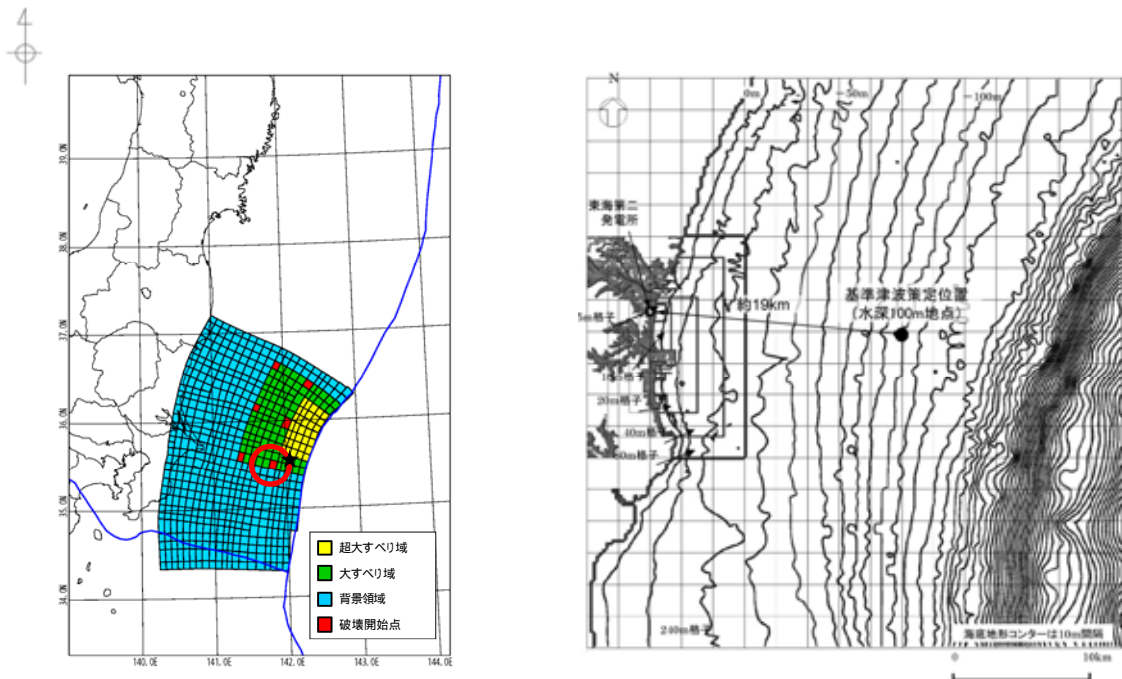 39.0N
38.0N
37.0N
36.0N
35.0N
34.0N
140.0E
141.0E
142.0E
143.0E
144.0E
超大すべり域
大すべり域
背景領域
破壊開始点
N
0m
-50m
-100m
東海第二
発電所
約19km
基準津波策定位置
(水深100m地点)
5m格子
20m格子
40m格子
80m格子
240m格子
海底地形コンターは10m間隔
0
10km